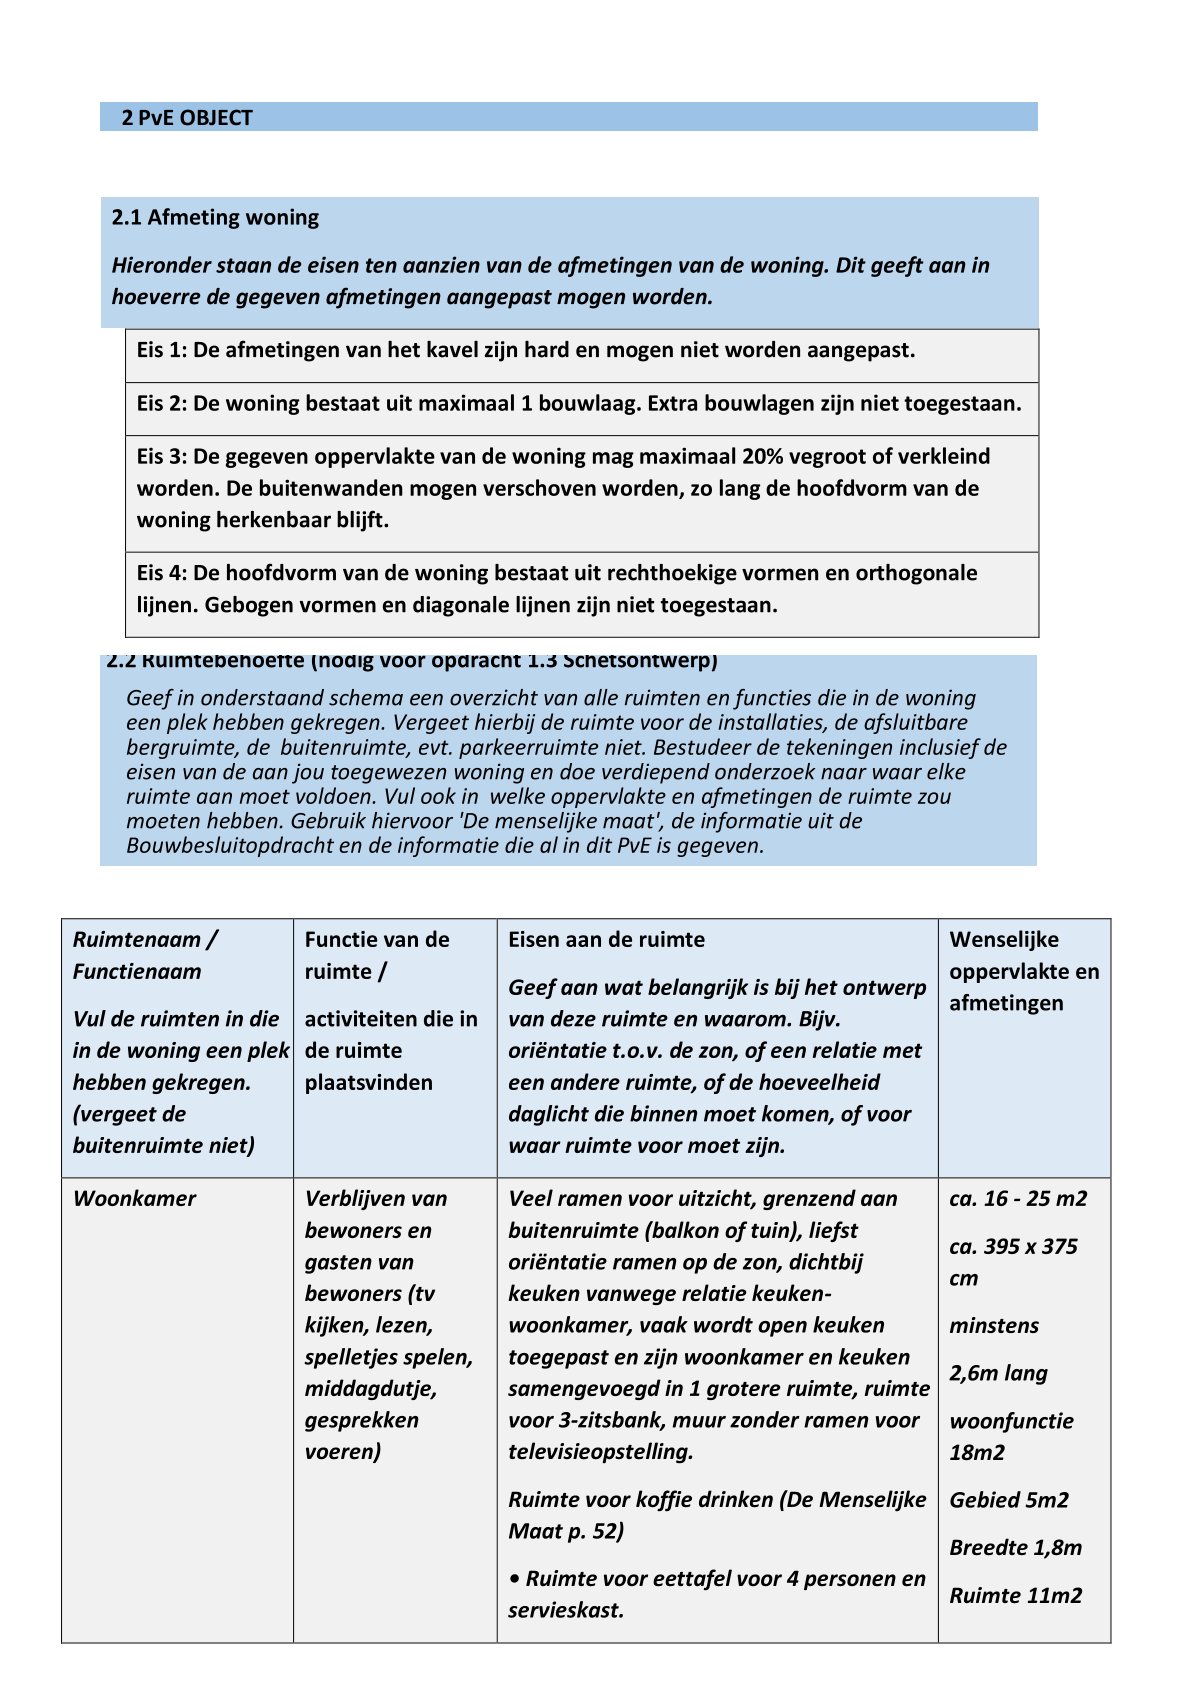 2 PvE OBJECT
2.1 Afmeting woning
Hieronder staan de eisen ten aanzien van de afmetingen van de woning. Dit geeft aan in
hoeverre de gegeven afmetingen aangepast mogen worden.
Eis 1: De afmetingen van het kavel zijn hard en mogen niet worden aangepast.
Eis 2: De woning bestaat uit maximaal 1 bouwlaag. Extra bouwlagen zijn niet toegestaan.
Eis 3: De gegeven oppervlakte van de woning mag maximaal 20% vegroot of verkleind
worden. De buitenwanden mogen verschoven worden, zo lang de hoofdvorm van de
woning herkenbaar blijft.
Eis 4: De hoofdvorm van de woning bestaat uit rechthoekige vormen en orthogonale
lijnen. Gebogen vormen en diagonale lijnen zijn niet toegestaan.
2.2 Ruimtebehoefte (nodig voor opdracht 1.3 Schetsontwerp)
Geef in onderstaand schema een overzicht van alle ruimten en functies die in de woning
een plek hebben gekregen. Vergeet hierbij de ruimte voor de installaties, de afsluitbare
bergruimte, de  buitenruimte, evt. parkeerruimte niet. Bestudeer de tekeningen inclusief de
eisen van de aan jou toegewezen woning en doe verdiepend onderzoek naar waar elke
ruimte aan moet voldoen. Vul ook in  welke oppervlakte en afmetingen de ruimte zou
moeten hebben. Gebruik hiervoor 'De menselijke maat', de informatie uit de
Bouwbesluitopdracht en de informatie die al in dit PvE is gegeven.
Ruimtenaam /
Functienaam
Vul de ruimten in die
in de woning een plek
hebben gekregen.
(vergeet de
buitenruimte niet)
Functie van de
ruimte /
activiteiten die in
de ruimte
plaatsvinden
Eisen aan de ruimte
Geef aan wat belangrijk is bij het ontwerp
van deze ruimte en waarom. Bijv.
oriëntatie t.o.v. de zon, of een relatie met
een andere ruimte, of de hoeveelheid
daglicht die binnen moet komen, of voor
waar ruimte voor moet zijn.
Wenselijke
oppervlakte en
afmetingen
Woonkamer
Verblijven van
bewoners en
gasten van
bewoners (tv
kijken, lezen,
spelletjes spelen,
middagdutje,
gesprekken
voeren)
Veel ramen voor uitzicht, grenzend aan
buitenruimte (balkon of tuin), liefst
oriëntatie ramen op de zon, dichtbij
keuken vanwege relatie keuken-
woonkamer, vaak wordt open keuken
toegepast en zijn woonkamer en keuken
samengevoegd in 1 grotere ruimte, ruimte
voor 3-zitsbank, muur zonder ramen voor
televisieopstelling.
Ruimte voor koffie drinken (De Menselijke
Maat p. 52)
• Ruimte voor eettafel voor 4 personen en
servieskast.
ca. 16 - 25 m2
ca. 395 x 375
cm
minstens
2,6m lang
woonfunctie
18m2
Gebied 5m2
Breedte 1,8m
Ruimte 11m2